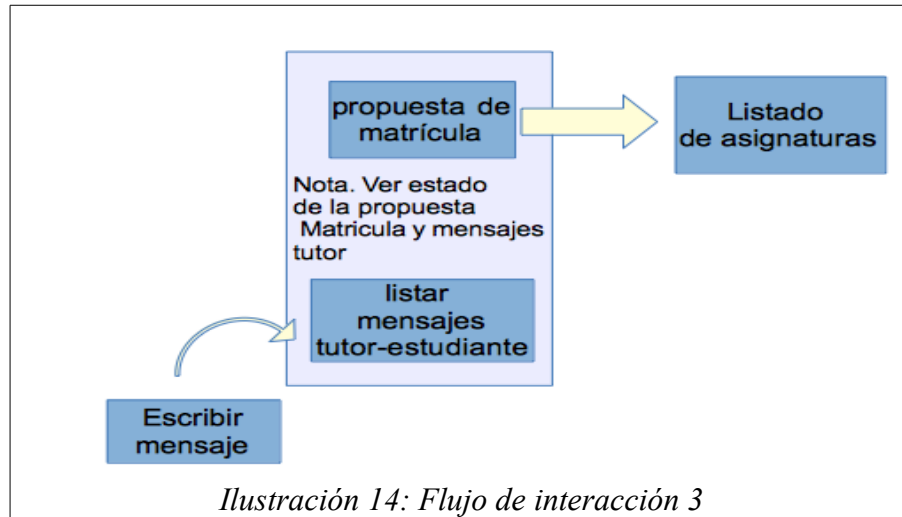 propuesta de
matrícula
Listado
de asignaturas
Nota. Ver estado
de la propuesta
Matricula y mensajes
tutor
listar
mensajes
tutor-estudiante
Escribir
mensaje
Ilustración 14: Flujo de interacción 3